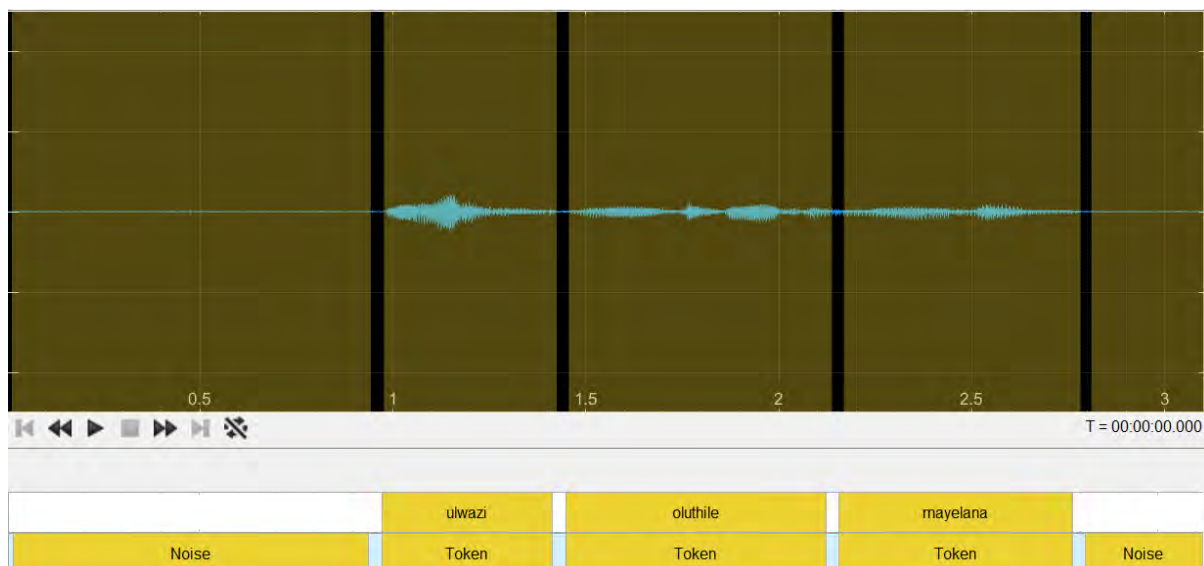 0.5 1 1.5 2 2.5 3
T = 00:00:00.000
ulwazi oluthile mayelana
Noise Token Token Token Noise